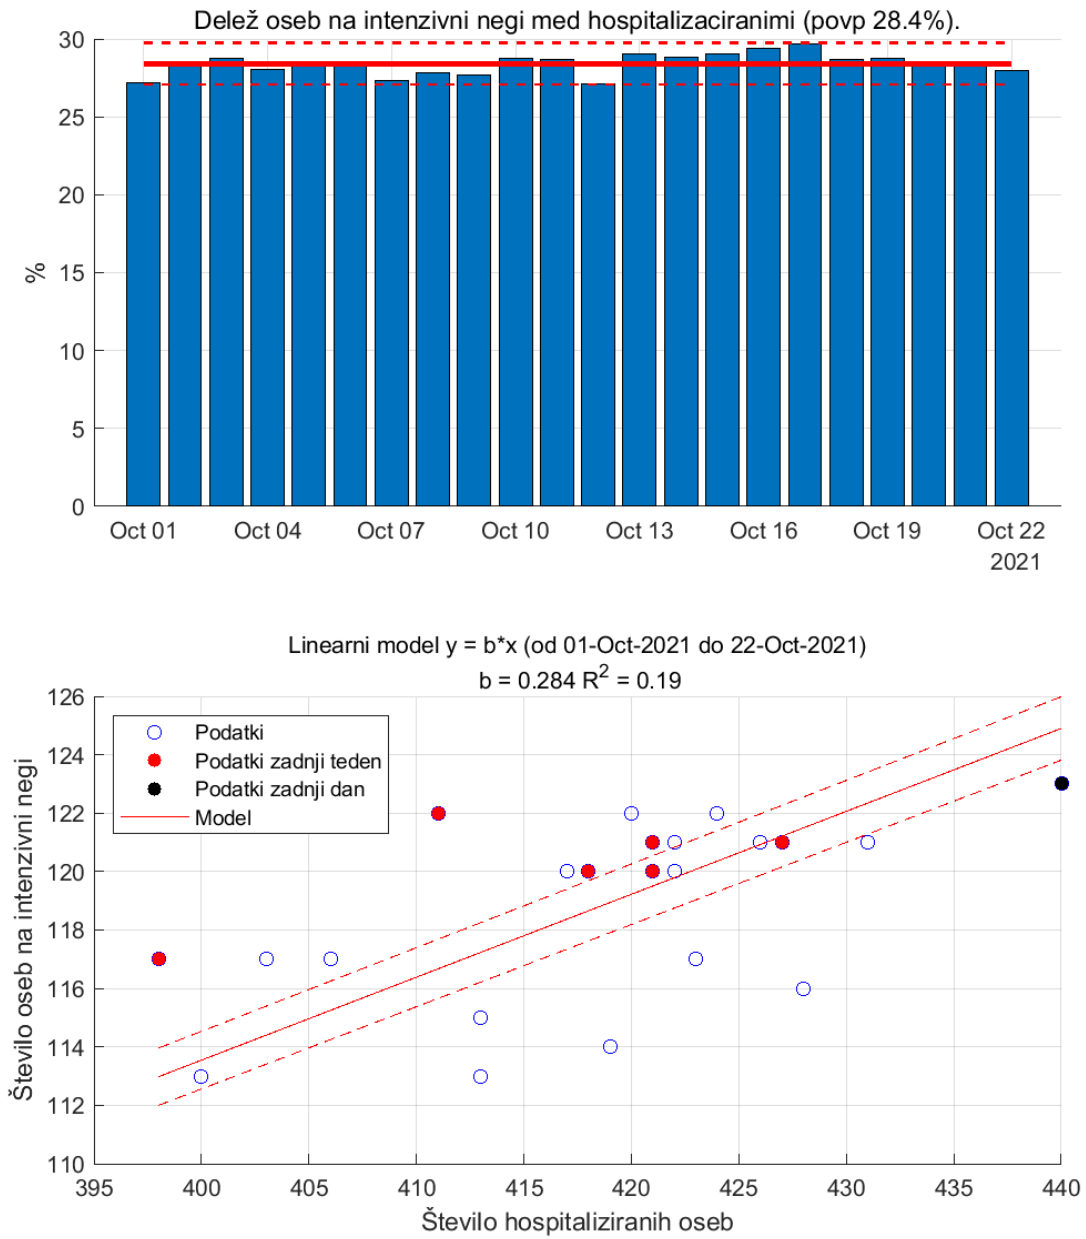 Delež oseb na intenzivni negi med hospitalizaciranimi (povp 28.4%).
30
25
20
15
10
5
0
%
Oct 01 Oct 04 Oct 07 Oct 10 Oct 13 Oct 16 Oct 19 Oct 22
2021
Linearni model y = b*x (od 01-Oct-2021 do 22-Oct-2021)
b = 0.284 R² = 0.19
126
124
122
120
118
116
114
112
110
Število oseb na intenzivni negi
Podatki
Podatki zadnji teden
Podatki zadnji dan
Model
395 400 405 410 415 420 425 430 435 440
Število hospitaliziranih oseb